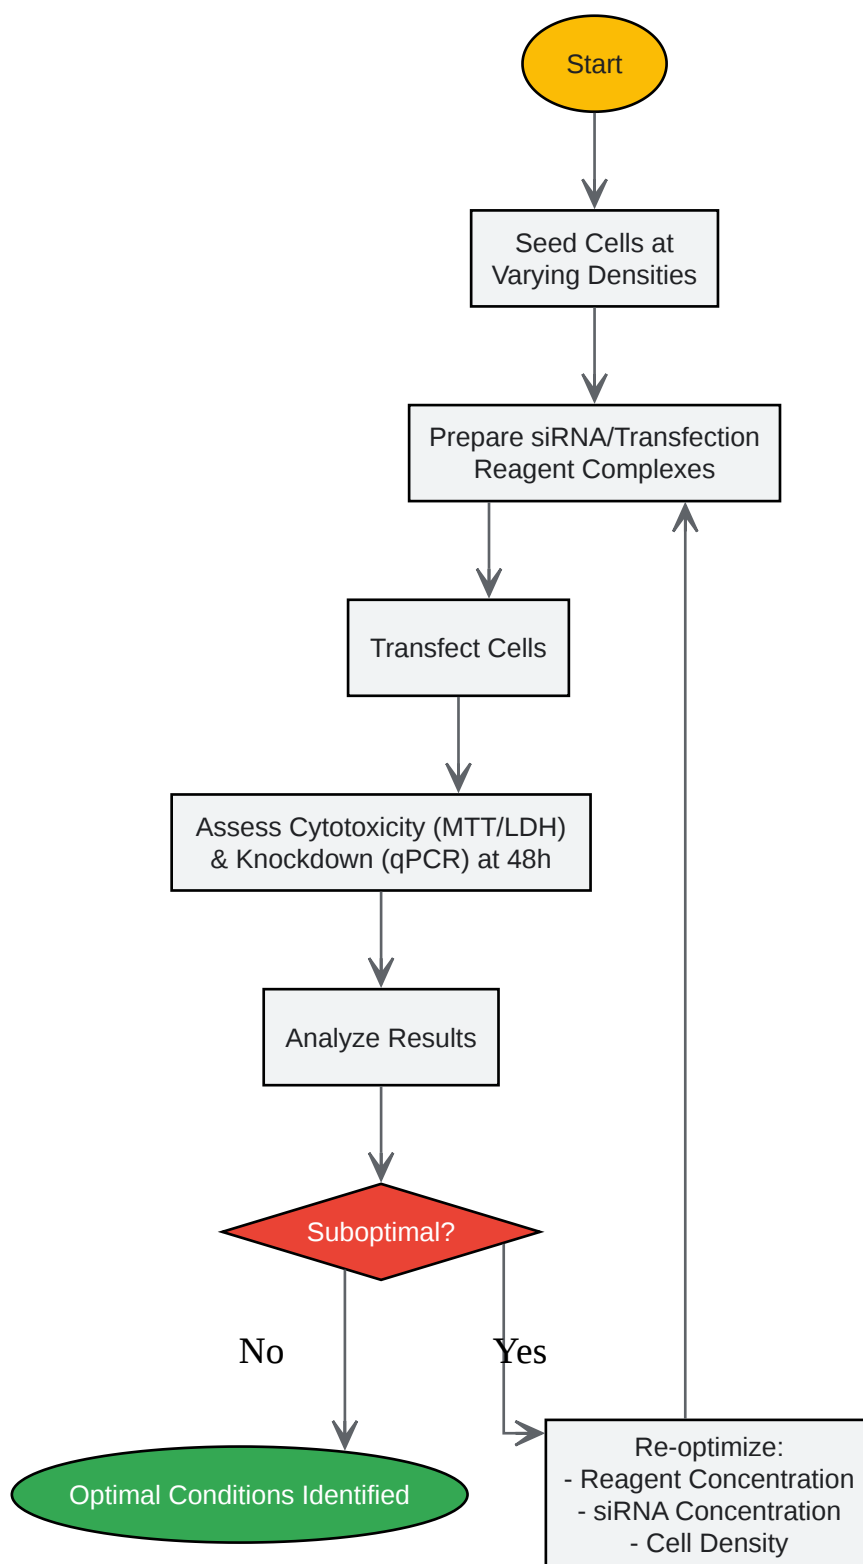 Start
Seed Cells at
Varying Densities
Prepare siRNA/Transfection
Reagent Complexes
Transfect Cells
Assess Cytotoxicity (MTT/LDH)
& Knockdown (qPCR) at 48h
Analyze Results
Suboptimal?
No
Yes
Optimal Conditions Identified
Re-optimize:
- Reagent Concentration
- siRNA Concentration
- Cell Density